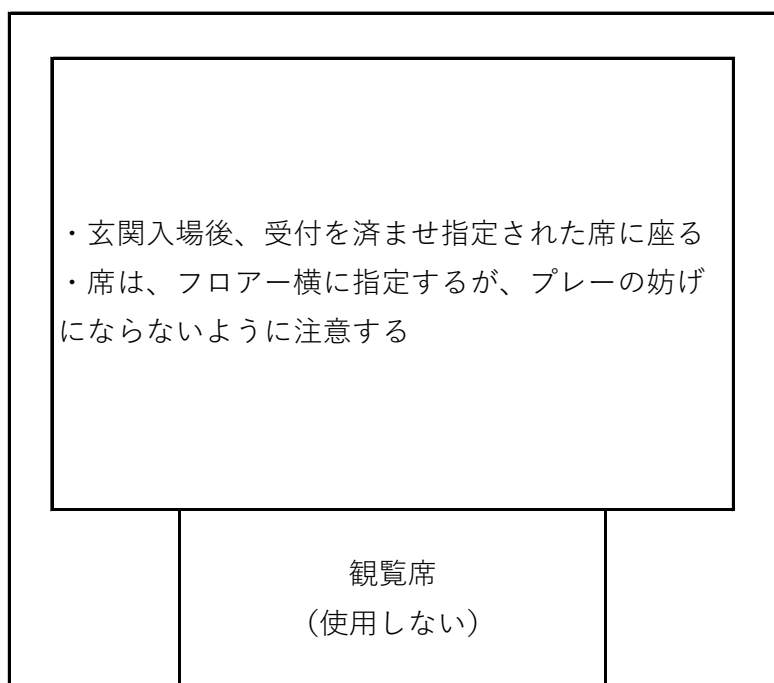 ・玄関入場後、受付を済ませ指定された席に座る
・席は、フロアー横に指定するが、プレーの妨げ
にならないように注意する
観覧席
（使用しない）